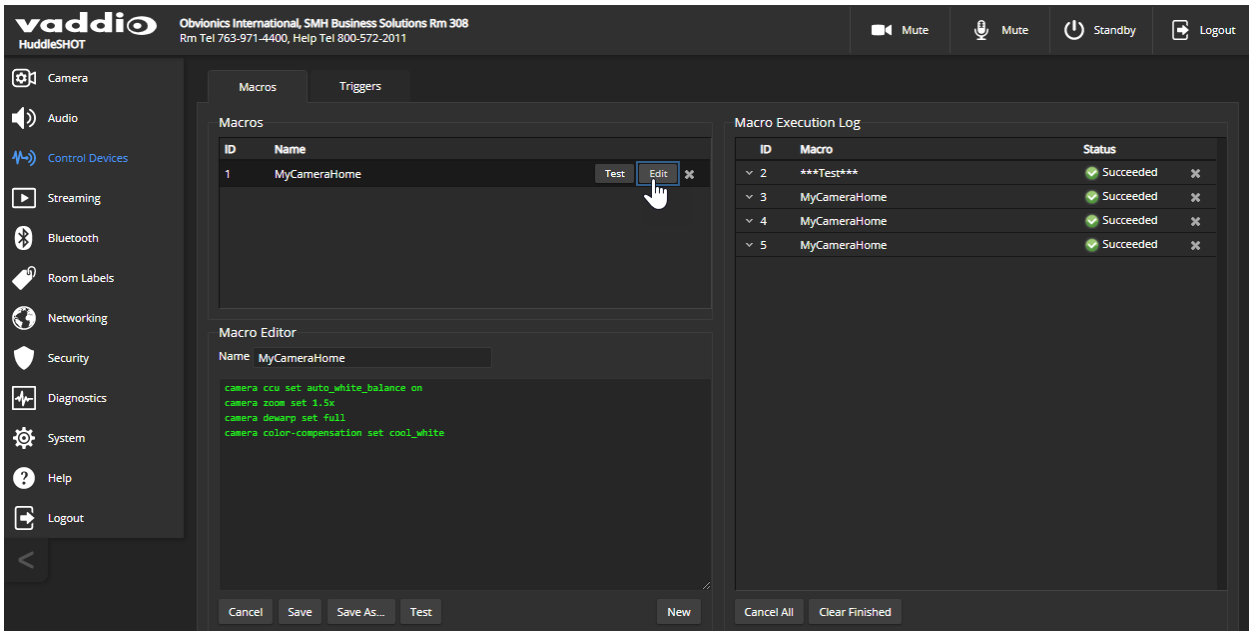 vaddio
HuddleSHOT
Obvionics International, SMH Business Solutions Rm 308
Rm Tel 763-971-4400, Help Tel 800-572-2011
Mute
Mute
Standby
Logout
Camera
Audio
Control Devices
Streaming
Bluetooth
Room Labels
Networking
Security
Diagnostics
System
Help
Logout
<
Macros
Triggers
Macros
ID Name
1 MyCameraHome Test Edit
Macro Editor
Name MyCameraHome
camera ccu set auto_white_balance on
camera zoom set 1.5x
camera dewarp set full
camera color-compensation set cool_white
Cancel Save Save As... Test New
Macro Execution Log
ID Macro Status
2 ***Test*** Succeeded
3 MyCameraHome Succeeded
4 MyCameraHome Succeeded
5 MyCameraHome Succeeded
Cancel All Clear Finished